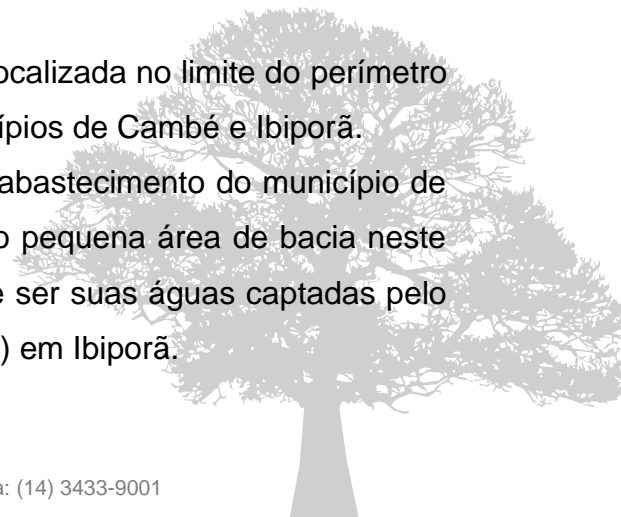 ocalizada no limite do perímetro
ípios de Cambé e Ibiporã.
abastecimento do município de
o pequena área de bacia neste
e ser suas águas captadas pelo
) em Ibiporã.
a: (14) 3433-9001